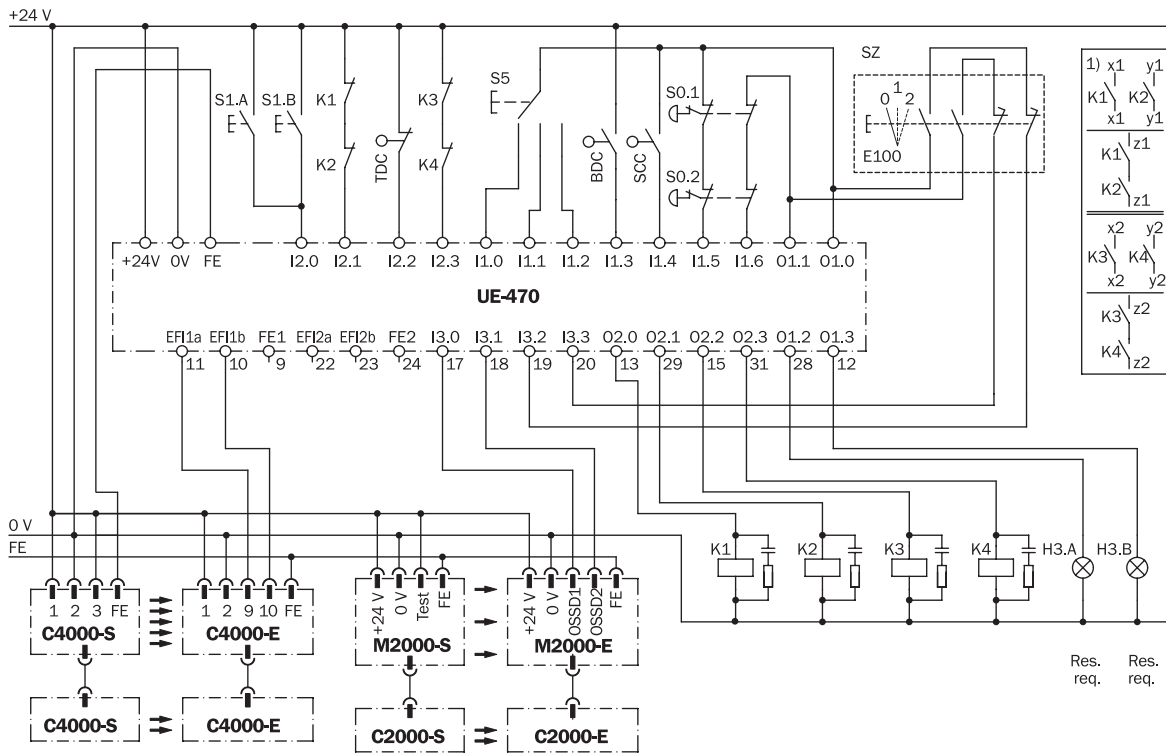 +24 V
S1.A
S1.B
K1
K2
TDC
K3
K4
S5
BDC
SCC
S0.1
S0.2
SZ
0 1 2
E100
1) x1 y1
K1 K2
x1 y1
K1 z1
K2 z1
x2 y2
K3 K4
x2 y2
K3 z2
K4 z2
+24V 0V FE I2.0 I2.1 I2.2 I2.3 I1.0 I1.1 I1.2 I1.3 I1.4 I1.5 I1.6 O1.1 O1.0
UE-470
EFI1a EFI1b FE1 EFI2a EFI2b FE2 I3.0 I3.1 I3.2 I3.3 O2.0 O2.1 O2.2 O2.3 O1.2 O1.3
11 10 9 22 23 24 17 18 19 20 13 29 15 31 28 12
0 V
FE
K1 K2 K3 K4 H3.A H3.B
1 2 3 FE
C4000-S
1 2 9 10 FE
C4000-E
+24 V 0 V Test FE
M2000-S
+24 V 0 V OSSD1 OSSD2 FE
M2000-E
Res. req.
Res. req.
C4000-S
C4000-E
C2000-S
C2000-E